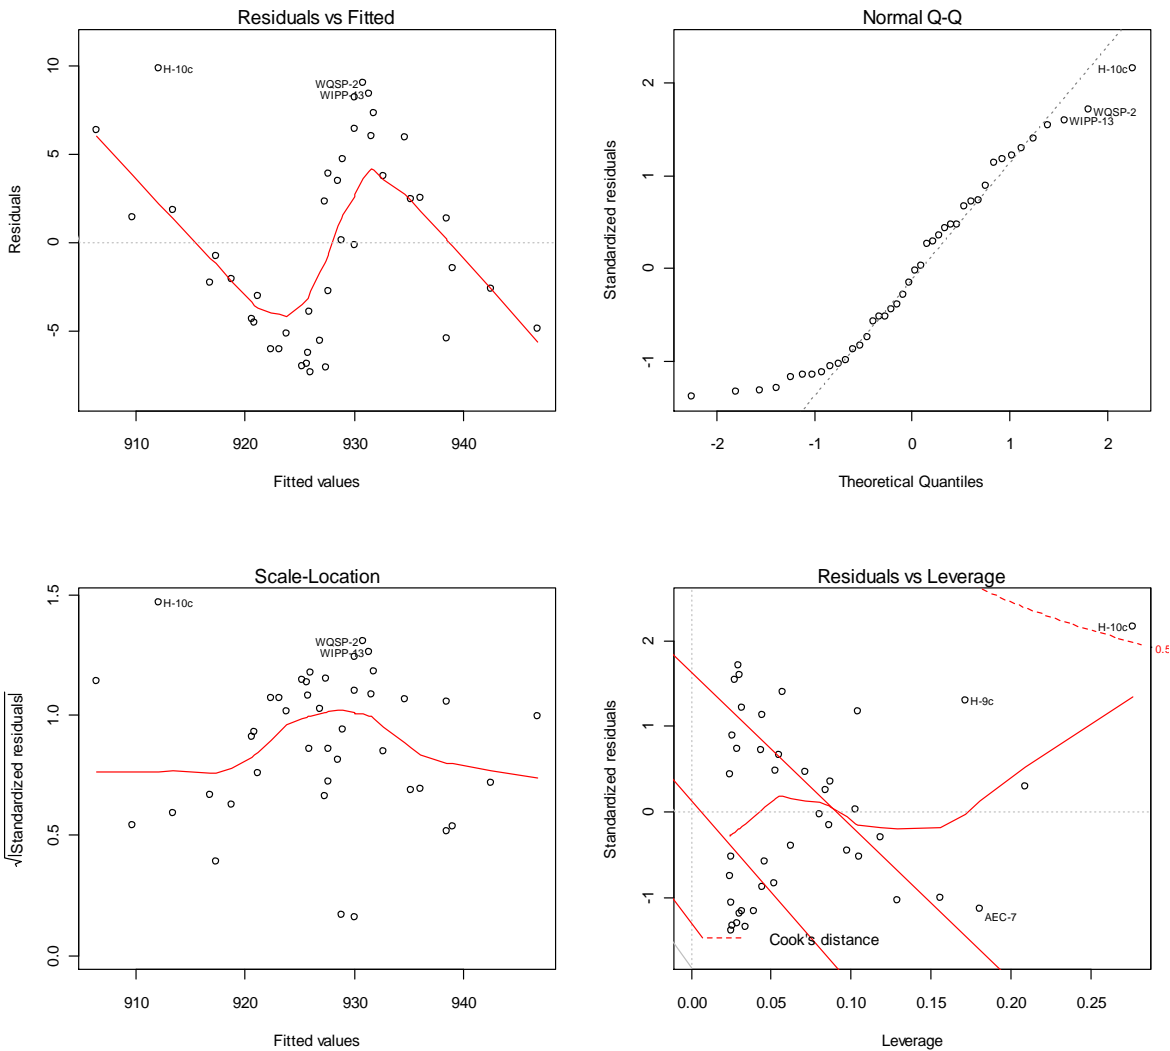 Residuals vs Fitted
10
5
0
-5
Residuals
H-10c
WQSP-2
WIPP-13
910 920 930 940
Fitted values
Normal Q-Q
2
1
0
-1
Standardized residuals
H-10c
WQSP-2
WIPP-13
-2 -1 0 1 2
Theoretical Quantiles
Scale-Location
1.5
1.0
0.5
0.0
√|Standardized residuals|
H-10c
WQSP-2
WIPP-13
910 920 930 940
Fitted values
Residuals vs Leverage
2
1
0
-1
Standardized residuals
H-10c
0.5
H-9c
AEC-7
Cook's distance
0.00 0.05 0.10 0.15 0.20 0.25
Leverage